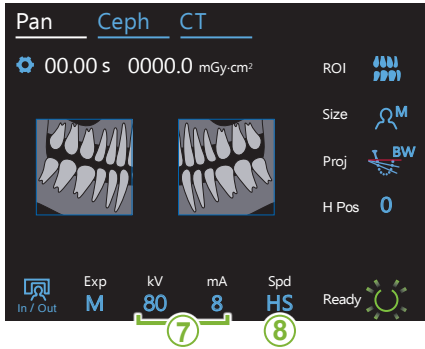 Pan Ceph CT
00.00 s 0000.0 mGy·cm²
ROI
Size M
Proj BW
H Pos 0
In / Out
Exp kV mA Spd
M 80 8 HS
Ready
7 8